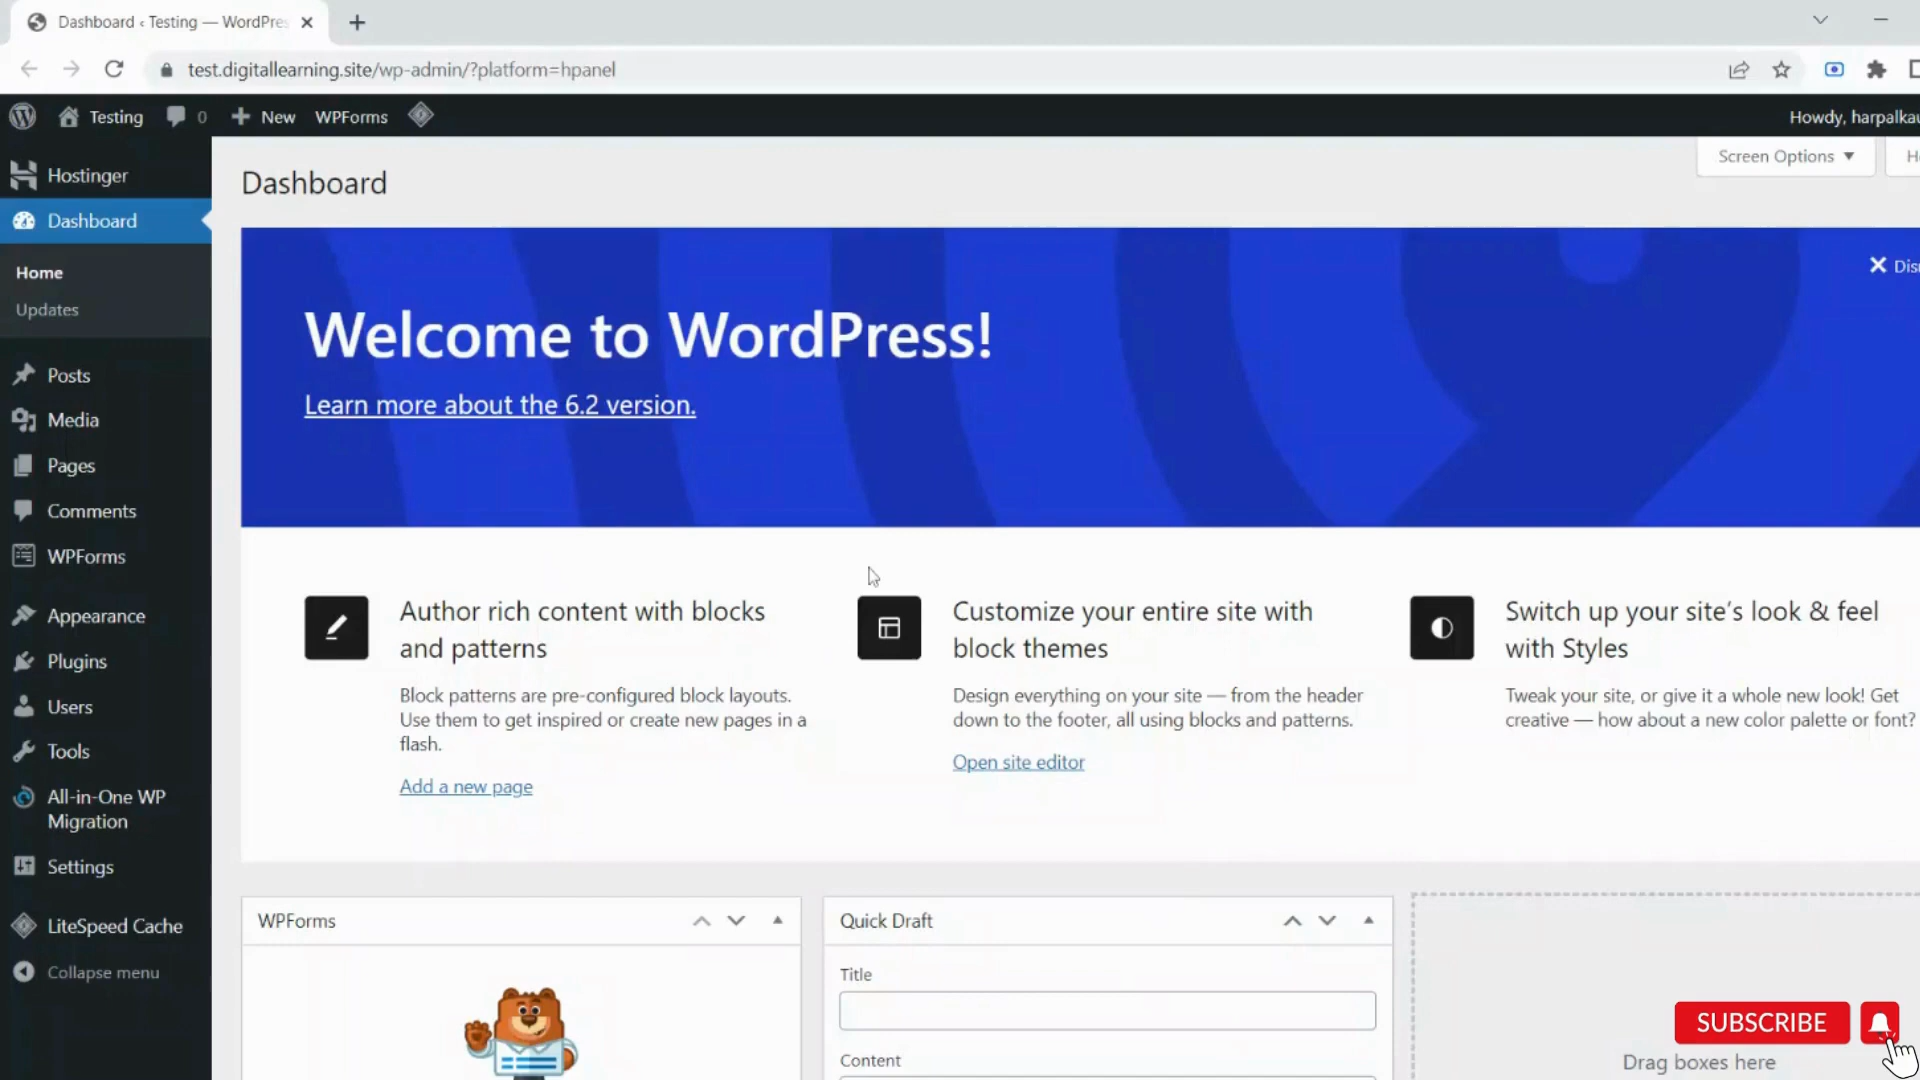 Dashboard ‹ Testing — WordPres
test.digitallearning.site/wp-admin/?platform=hpanel
Testing
0
New
WPForms
Howdy, harpalkau
Hostinger
Dashboard
Home
Updates
Posts
Media
Pages
Comments
WPForms
Appearance
Plugins
Users
Tools
All-in-One WP
Migration
Settings
LiteSpeed Cache
Collapse menu
Dashboard
Screen Options
He
Dis
Welcome to WordPress!
Learn more about the 6.2 version.
Author rich content with blocks
and patterns
Block patterns are pre-configured block layouts.
Use them to get inspired or create new pages in a
flash.
Add a new page
Customize your entire site with
block themes
Design everything on your site — from the header
down to the footer, all using blocks and patterns.
Open site editor
Switch up your site’s look & feel
with Styles
Tweak your site, or give it a whole new look! Get
creative — how about a new color palette or font?
WPForms
Quick Draft
Title
Content
Drag boxes here
SUBSCRIBE